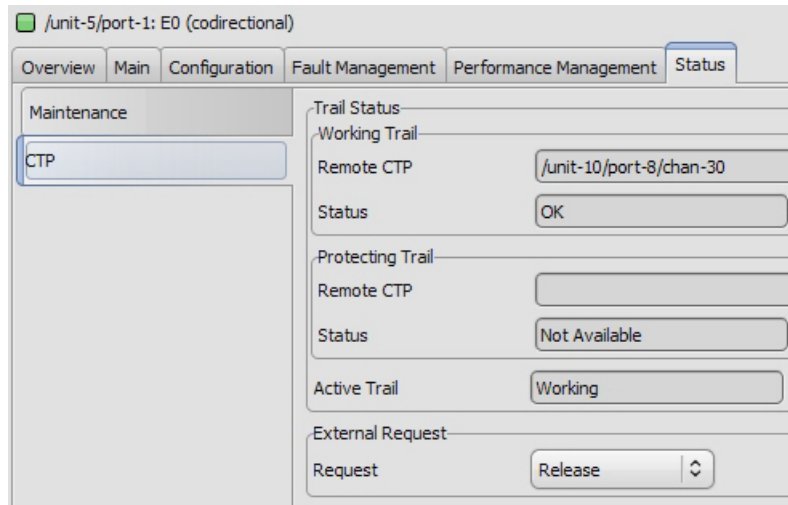 /unit-5/port-1: E0 (codirectional)
Overview Main Configuration Fault Management Performance Management Status
Maintenance
CTP
Trail Status
Working Trail
Remote CTP /unit-10/port-8/chan-30
Status OK
Protecting Trail
Remote CTP
Status Not Available
Active Trail Working
External Request
Request Release